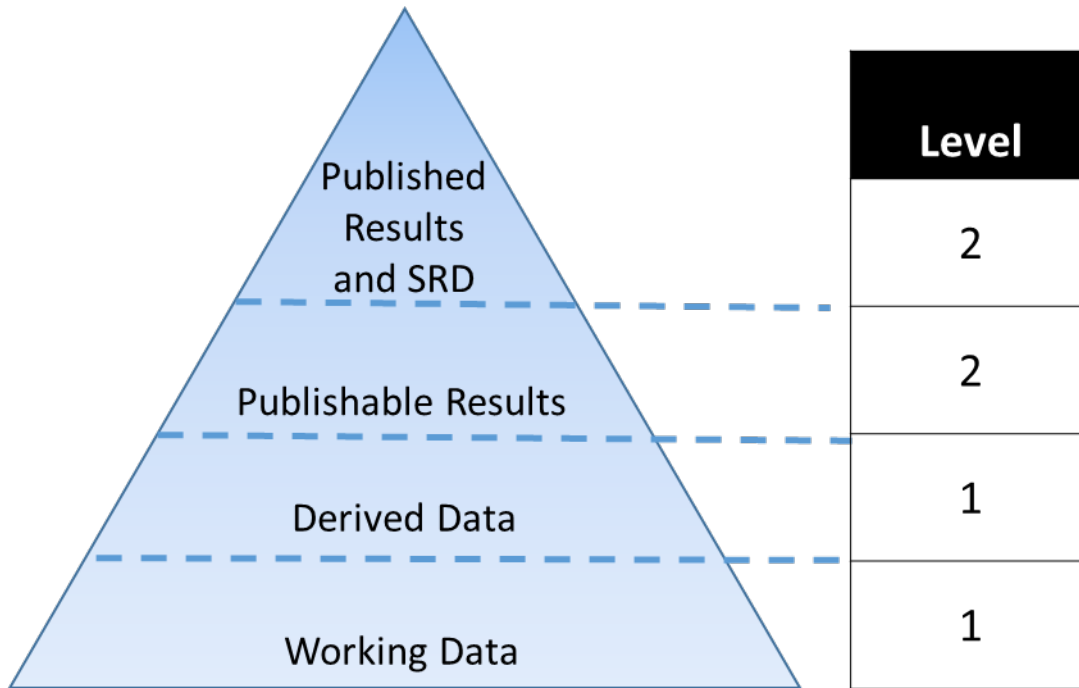 Published
Results
and SRD
Publishable Results
Derived Data
Working Data
Level
2
2
1
1